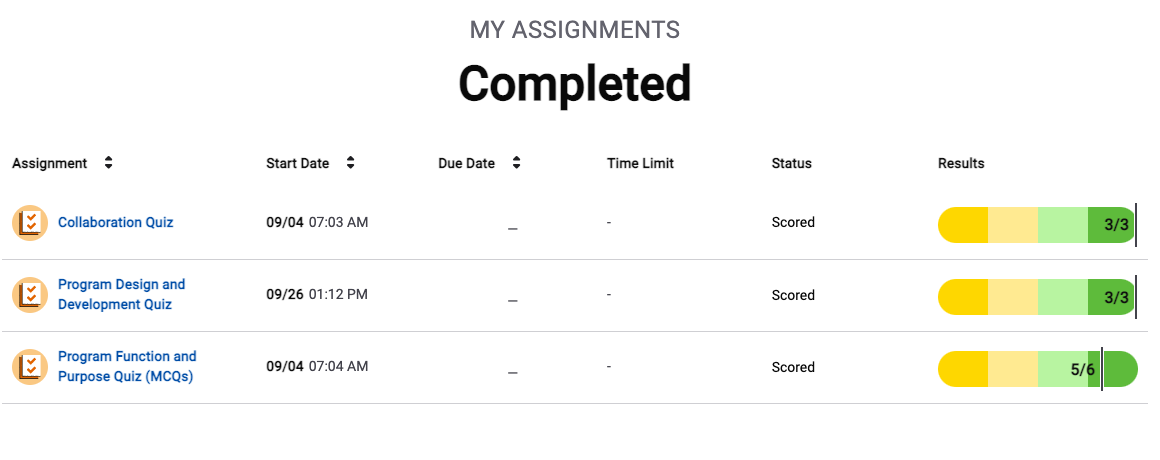 MY ASSIGNMENTS
Completed
Assignment Start Date Due Date Time Limit Status Results
Collaboration Quiz 09/04 07:03 AM _ - Scored 3/3
Program Design and
Development Quiz 09/26 01:12 PM _ - Scored 3/3
Program Function and
Purpose Quiz (MCQs) 09/04 07:04 AM _ - Scored 5/6